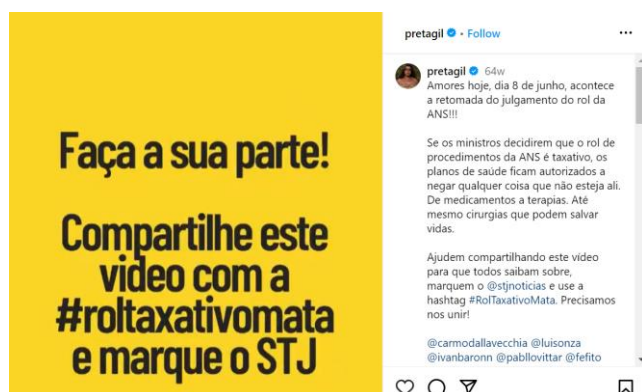 Faça a sua parte!
Compartilhe este
video com a
#roltaxativomata
e marque o STJ
pretagil • Follow
pretagil 64w
Amores hoje, dia 8 de junho, acontece
a retomada do julgamento do rol da
ANS!!!
Se os ministros decidirem que o rol de
procedimentos da ANS é taxativo, os
planos de saúde ficam autorizados a
negar qualquer coisa que não esteja ali.
De medicamentos a terapias. Até
mesmo cirurgias que podem salvar
vidas.
Ajudem compartilhando este vídeo
para que todos saibam sobre,
marquem o @stjnoticias e use a
hashtag #RolTaxativoMata. Precisamos
nos unir!
@carmodallavecchia @luisonza
@ivanbaronn @pabllovittar @fefito